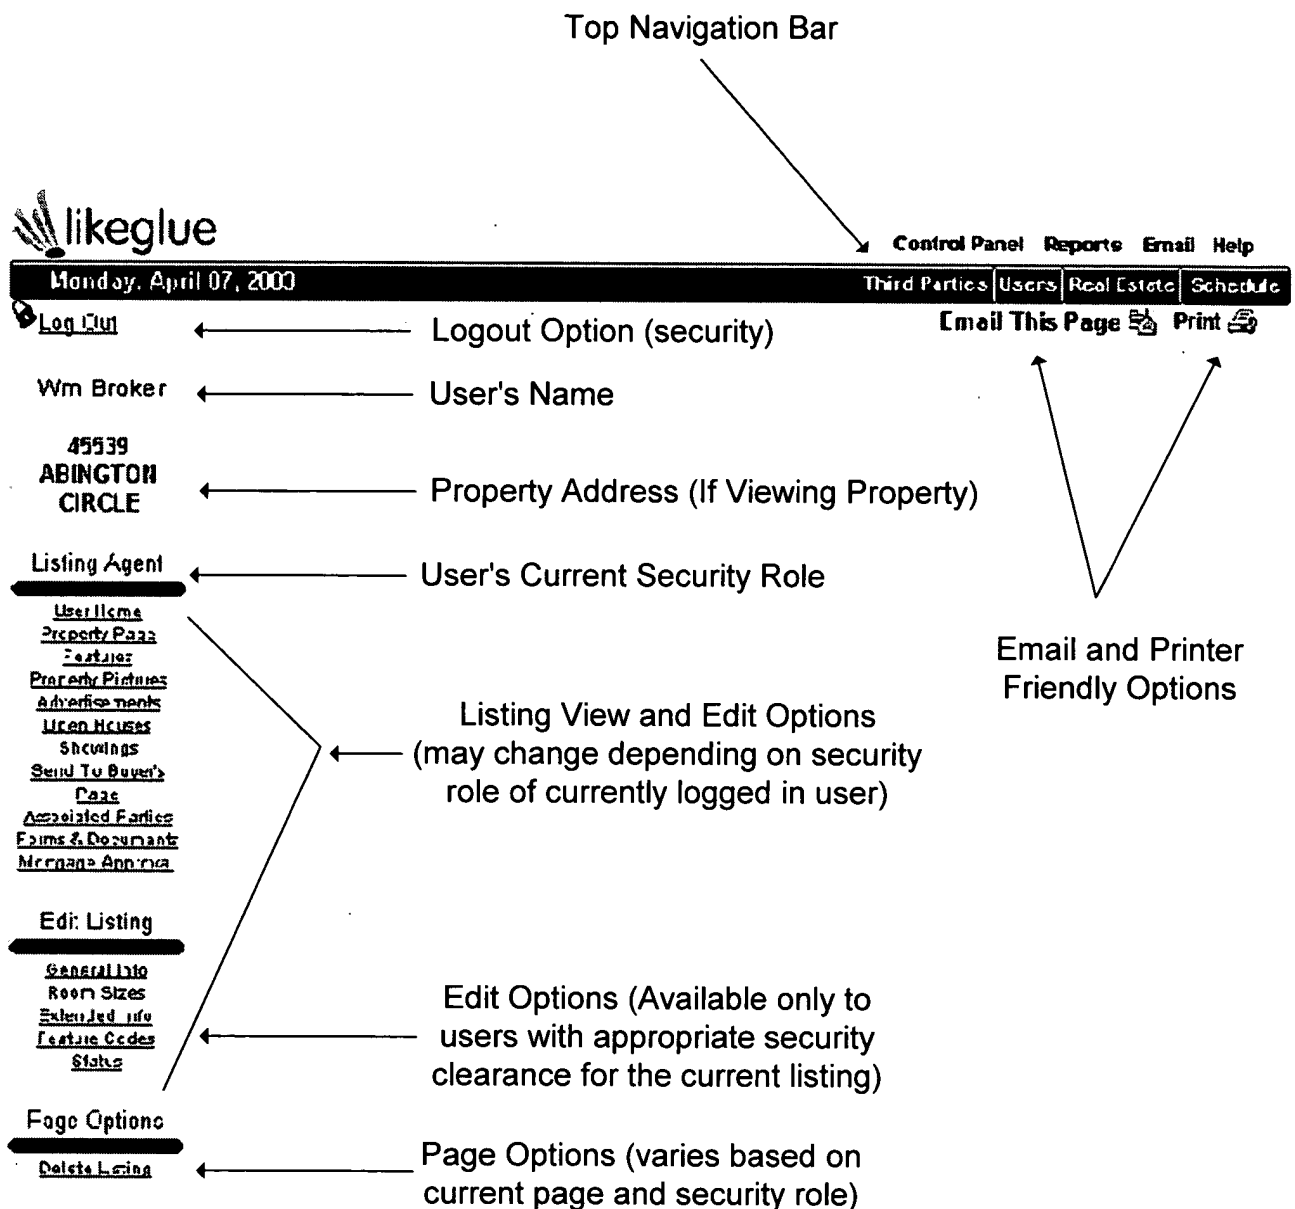 Top Navigation Bar
likeglue
Control Panel Reports Email Help
Monday, April 07, 2003
Third Parties Users Real Estate Schedule
Log Out
Logout Option (security)
Email This Page Print
Wm Broker
User's Name
45539
ABINGTON
CIRCLE
Property Address (If Viewing Property)
Listing Agent
User's Current Security Role
User Home
Property Page
Features
Property Pictures
Advertisements
Open Houses
Showings
Send To Buyer's
Page
Associated Parties
Forms & Documents
Mortgage Approval
Email and Printer
Friendly Options
Listing View and Edit Options
(may change depending on security
role of currently logged in user)
Edit Listing
General Info
Room Sizes
Extended Info
Feature Codes
Status
Edit Options (Available only to
users with appropriate security
clearance for the current listing)
Page Options
Delete Listing
Page Options (varies based on
current page and security role)